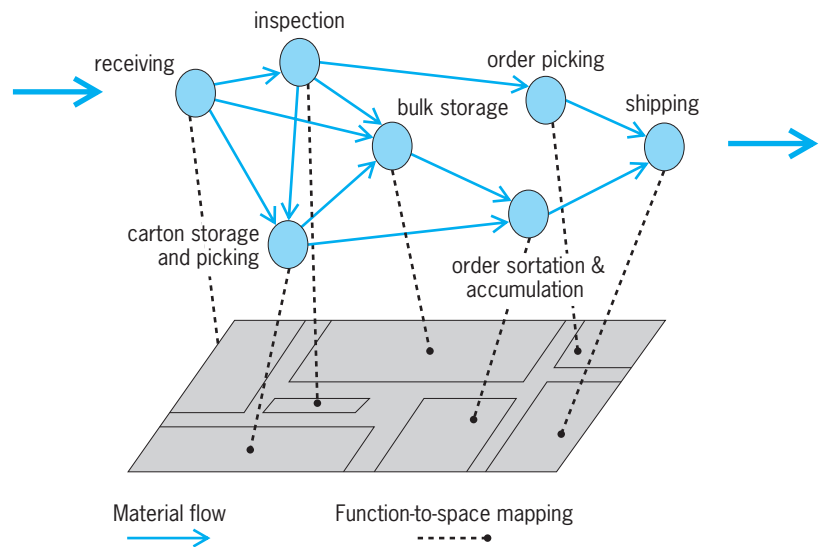 inspection
receiving
order picking
bulk storage
shipping
carton storage
and picking
order sortation &
accumulation
Material flow
Function-to-space mapping